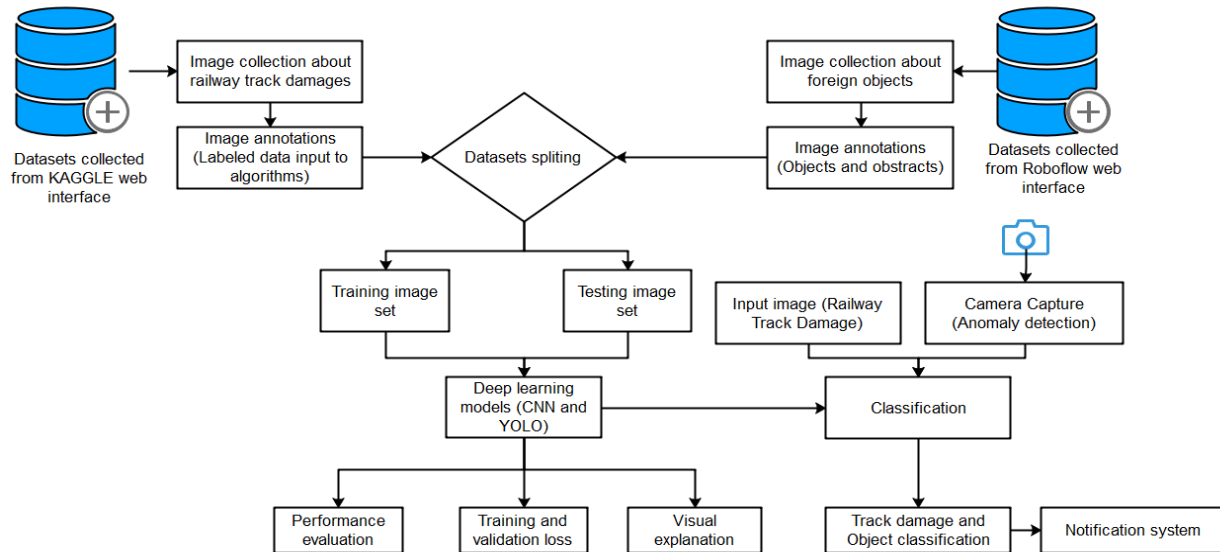 Image collection about
railway track damages
Image collection about
foreign objects
Datasets collected
from KAGGLE web
interface
Image annotations
(Labeled data input to
algorithms)
Datasets spliting
Image annotations
(Objects and obstracts)
Datasets collected
from Roboflow web
interface
Training image
set
Testing image
set
Input image (Railway
Track Damage)
Camera Capture
(Anomaly detection)
Deep learning
models (CNN and
YOLO)
Classification
Performance
evaluation
Training and
validation loss
Visual
explanation
Track damage and
Object classification
Notification system